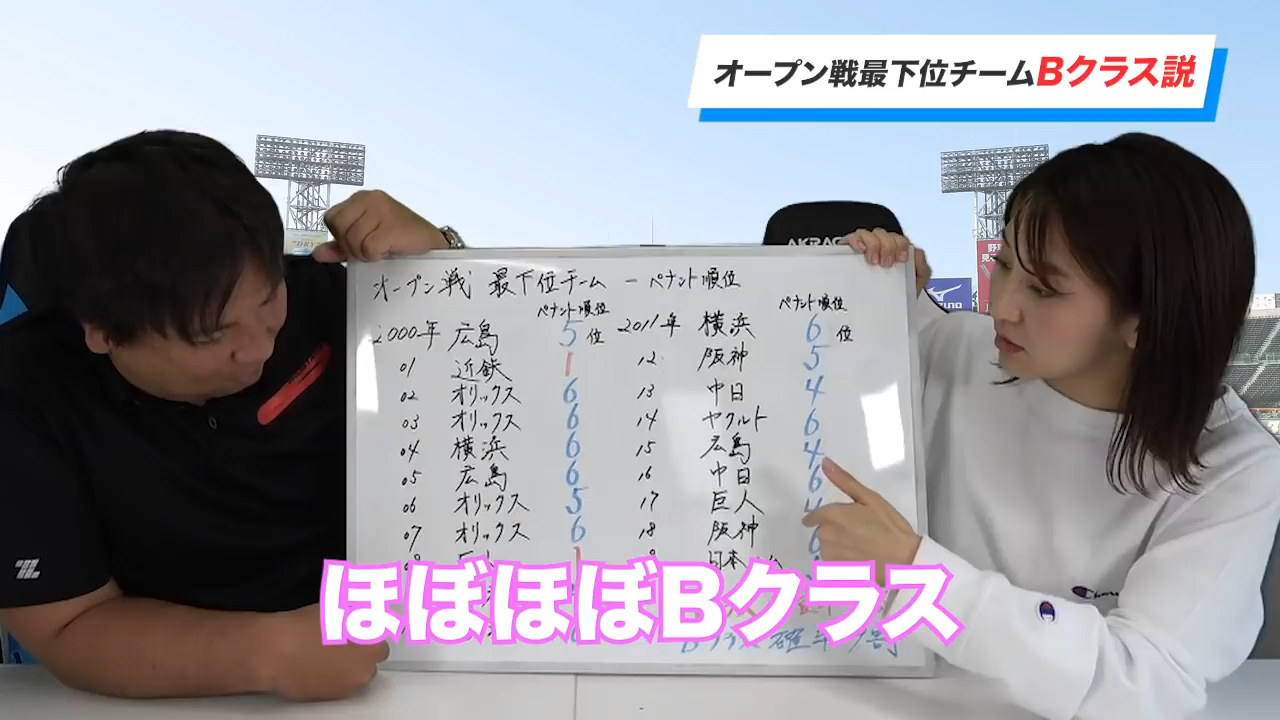 オープン戦最下位チームBクラス説
AKRAC
オープン戦 最下位チーム ー ペナント順位
ペナント順位
2000年 広島 5位
01 近鉄 1
02 オリックス 6
03 オリックス 6
04 横浜 6
05 広島 6
06 オリックス 5
07 オリックス 6
ペナント順位
2011年 横浜 6位
12 阪神 5
13 中日 4
14 ヤクルト 6
15 広島 4
16 中日 6
17 巨人 4
18 阪神 6
ほぼほぼBクラス